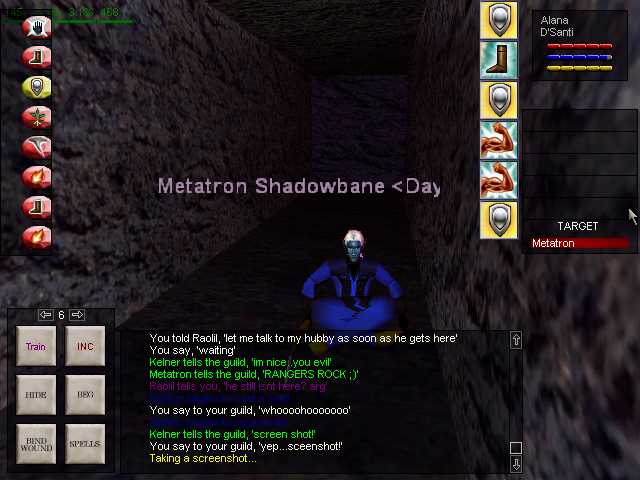 Alana
D'Santi
Metatron Shadowbane <Day
TARGET
Metatron
6
Train
INC
HIDE
BEG
BIND
WOUND
SPELLS
You told Raolil, 'let me talk to my hubby as soon as he gets here'
You say, 'waiting'
Kelner tells the guild, 'im nice...you evil'
Metatron tells the guild, 'RANGERS ROCK ;)'
Raolil tells you, 'he still isnt here? arg'
You say to your guild, 'whoooohooooooo'
Kelner tells the guild, 'screen shot!'
You say to your guild, 'yep...sceenshot!'
Taking a screenshot...